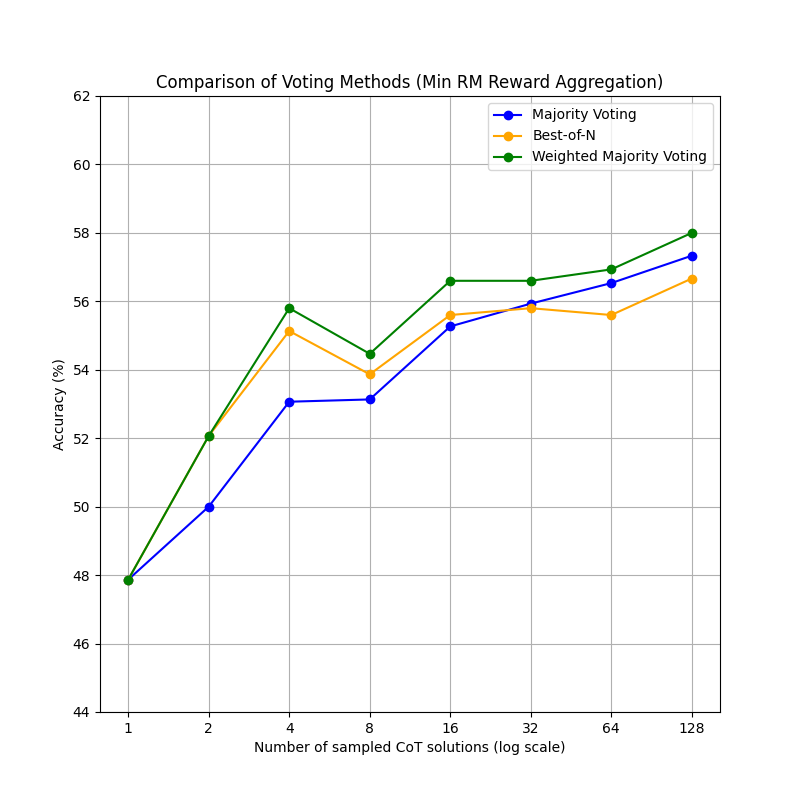 Comparison of Voting Methods (Min RM Reward Aggregation)
Majority Voting
Best-of-N
Weighted Majority Voting
62
60
58
56
54
52
50
48
46
44
Accuracy (%)
1 2 4 8 16 32 64 128
Number of sampled CoT solutions (log scale)